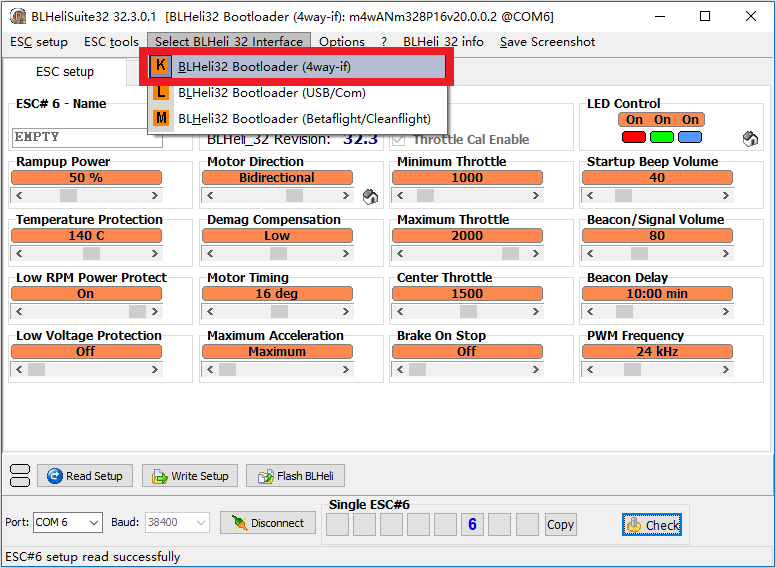 BLHeliSuite32 32.3.0.1 [BLHeli32 Bootloader (4way-if): m4wANm328P16v20.0.0.2 @COM6]
ESC setup ESC tools Select BLHeli 32 Interface Options ? BLHeli 32 info Save Screenshot
K BLHeli32 Bootloader (4way-if)
L BLHeli32 Bootloader (USB/Com)
M BLHeli32 Bootloader (Betaflight/Cleanflight)
ESC setup
ESC# 6 - Name
EMPTY
BLHeli_32 Revision: 32.3
Throttle Cal Enable
LED Control
On On On
Rampup Power
50 %
Motor Direction
Bidirectional
Minimum Throttle
1000
Startup Beep Volume
40
Temperature Protection
140 C
Demag Compensation
Low
Maximum Throttle
2000
Beacon/Signal Volume
80
Low RPM Power Protect
On
Motor Timing
16 deg
Center Throttle
1500
Beacon Delay
10:00 min
Low Voltage Protection
Off
Maximum Acceleration
Maximum
Brake On Stop
Off
PWM Frequency
24 kHz
Read Setup Write Setup Flash BLHeli
Single ESC#6
Port: COM 6 Baud: 38400 Disconnect 6 Copy Check
ESC#6 setup read successfully